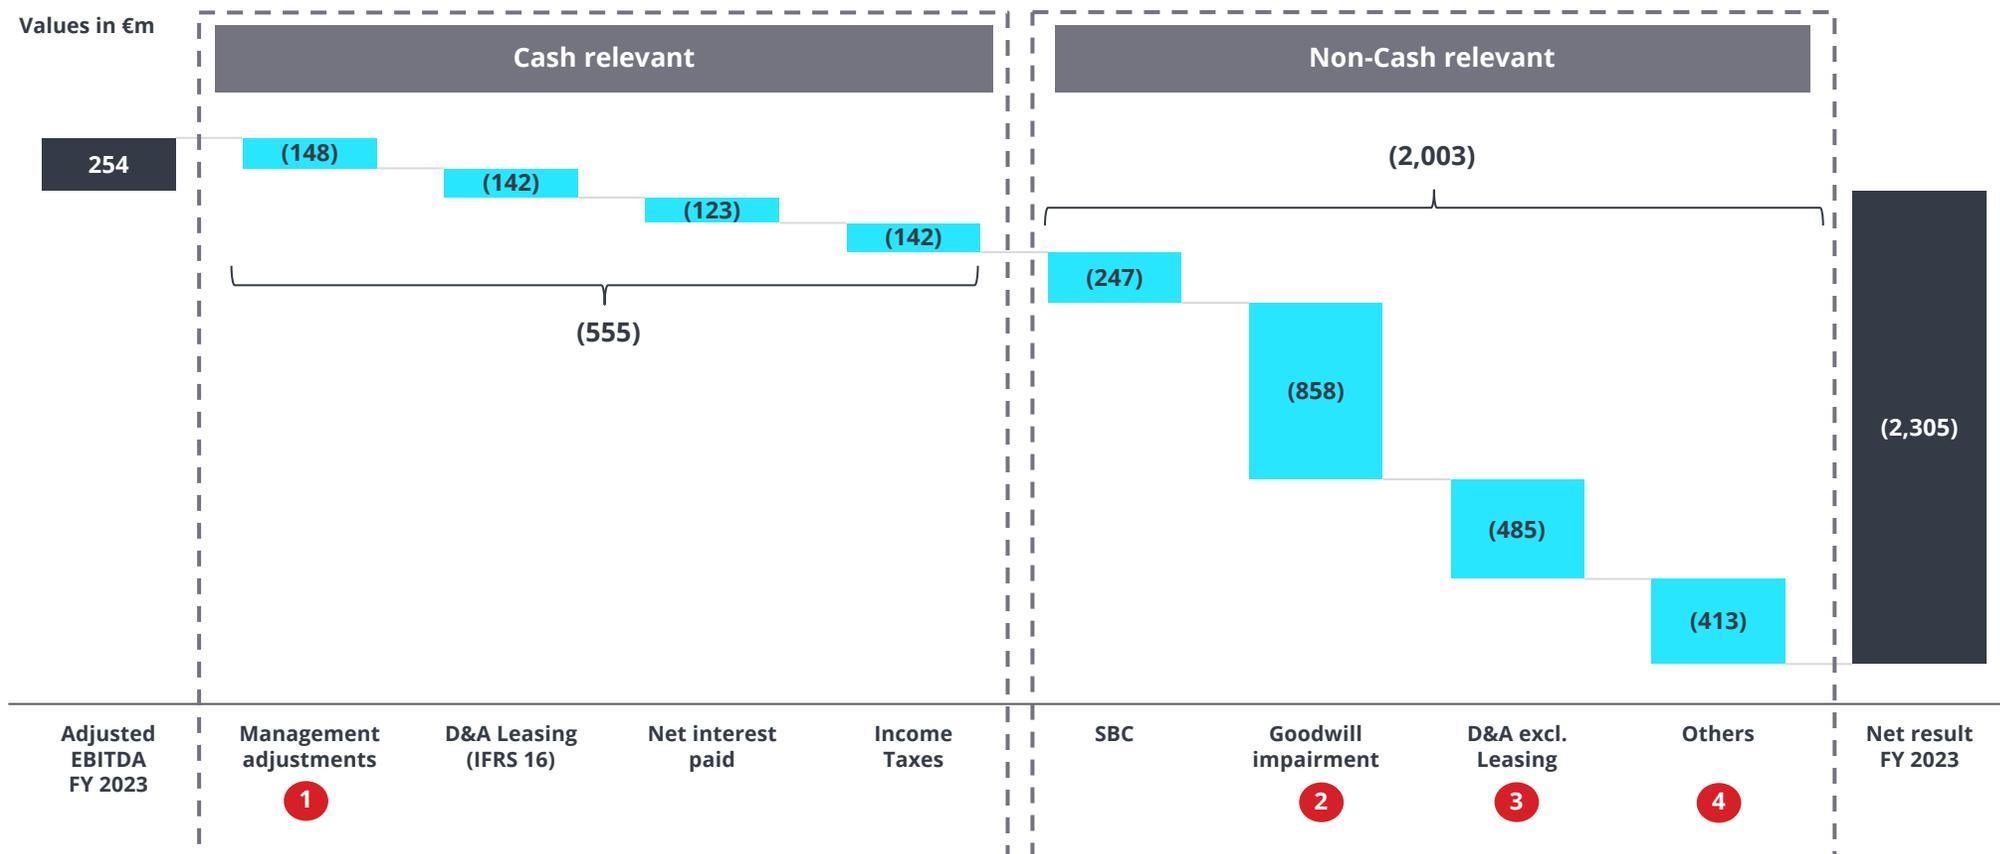 Values in €m
Cash relevant
Non-Cash relevant
254
(148)
(142)
(123)
(142)
(555)
(2,003)
(247)
(858)
(485)
(413)
(2,305)
Adjusted
EBITDA
FY 2023
Management
adjustments
1
D&A Leasing
(IFRS 16)
Net interest
paid
Income
Taxes
SBC
Goodwill
impairment
2
D&A excl.
Leasing
3
Others
4
Net result
FY 2023